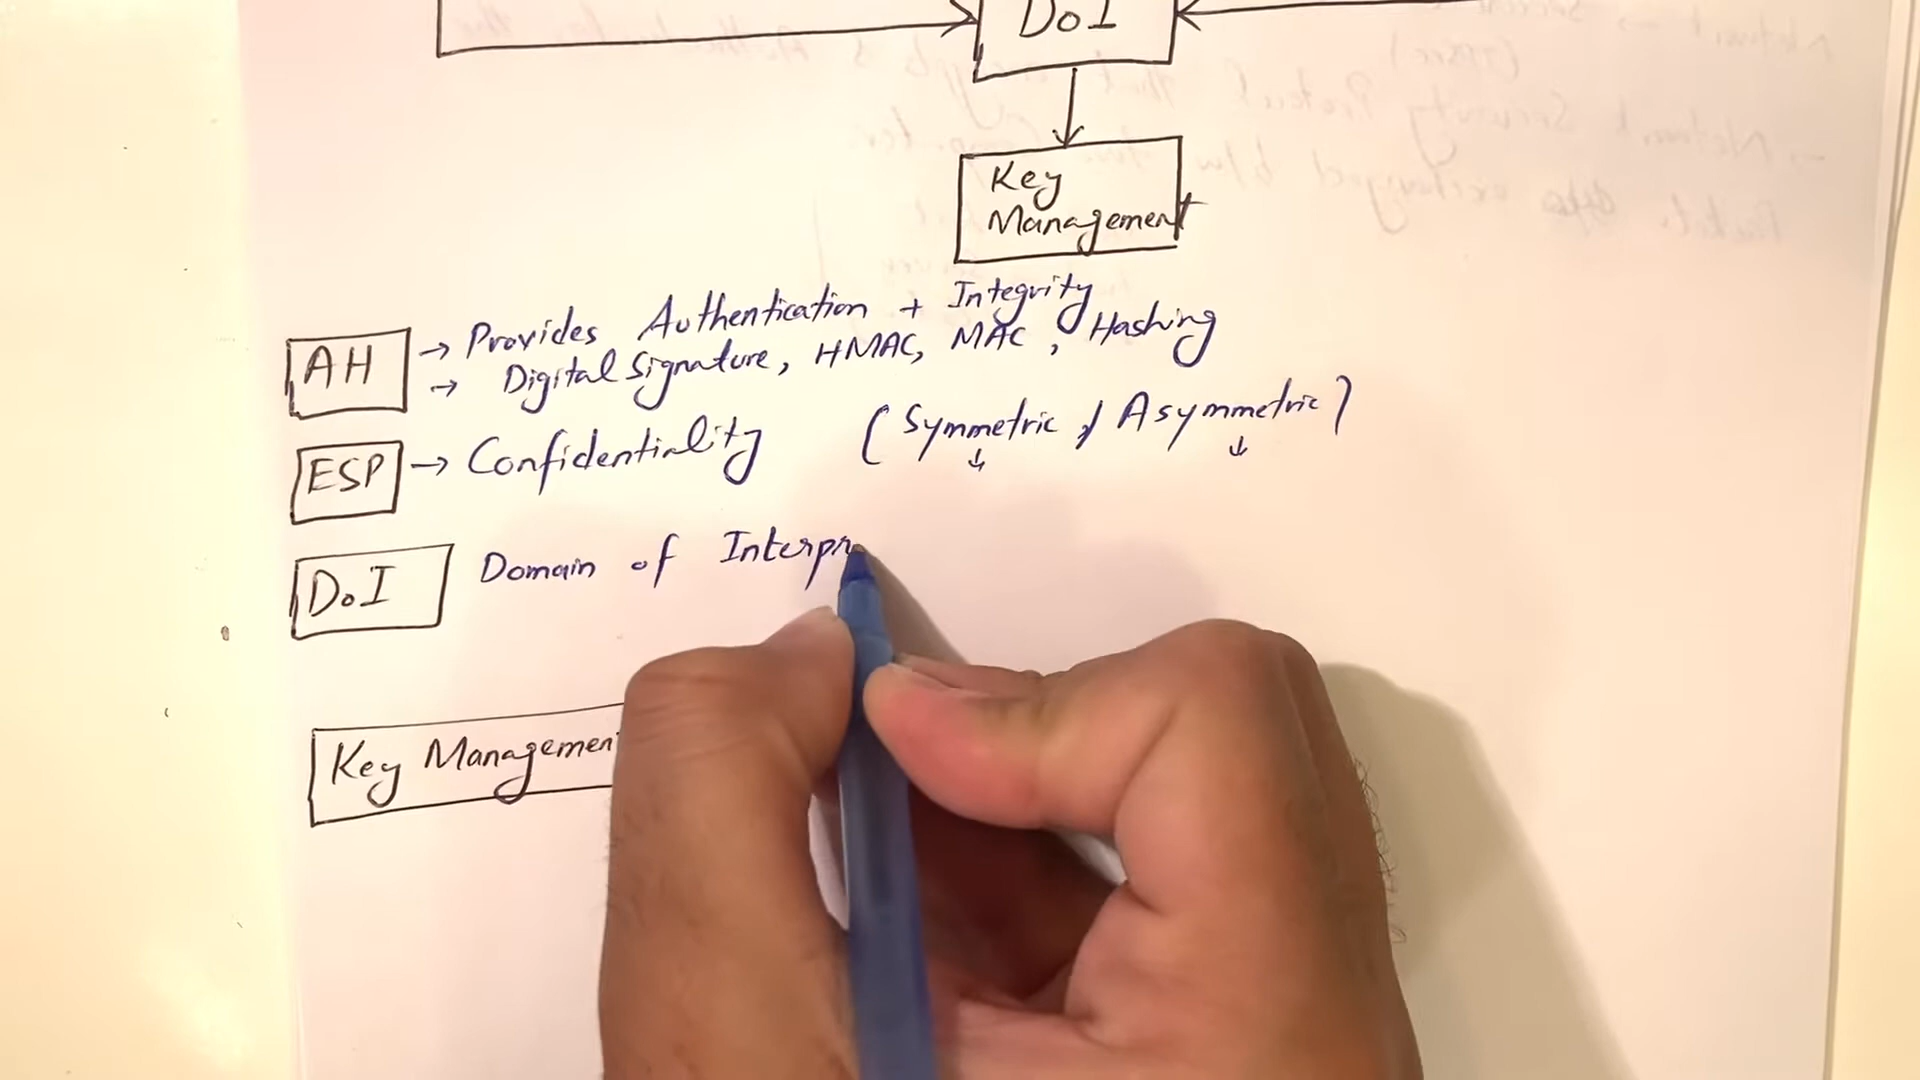 DoI
Key
Management
AH → Provides Authentication + Integrity
→ Digital Signature, HMAC, MAC, Hashing
ESP → Confidentiality (Symmetric, Asymmetric)
DoI Domain of Interpr
Key Managemen